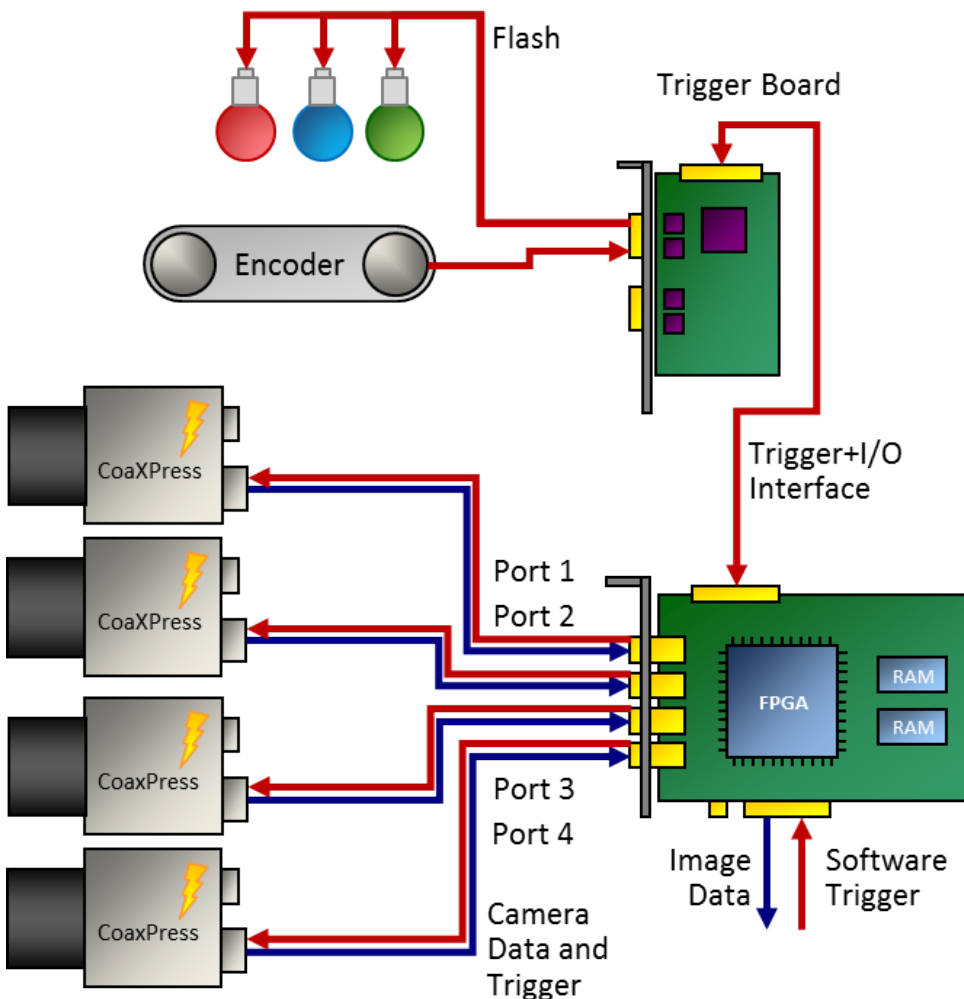 Flash
Trigger Board
Encoder
Trigger+I/O
Interface
CoaXPress
CoaXPress
CoaxPress
CoaxPress
Port 1
Port 2
FPGA
RAM
RAM
Port 3
Port 4
Image
Data
Software
Trigger
Camera
Data and
Trigger